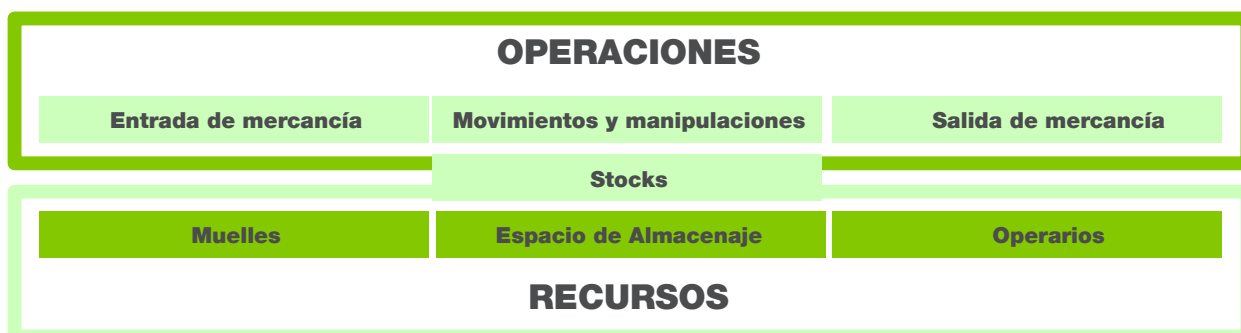 OPERACIONES
Entrada de mercancía
Movimientos y manipulaciones
Salida de mercancía
Stocks
Muelles
Espacio de Almacenaje
Operarios
RECURSOS